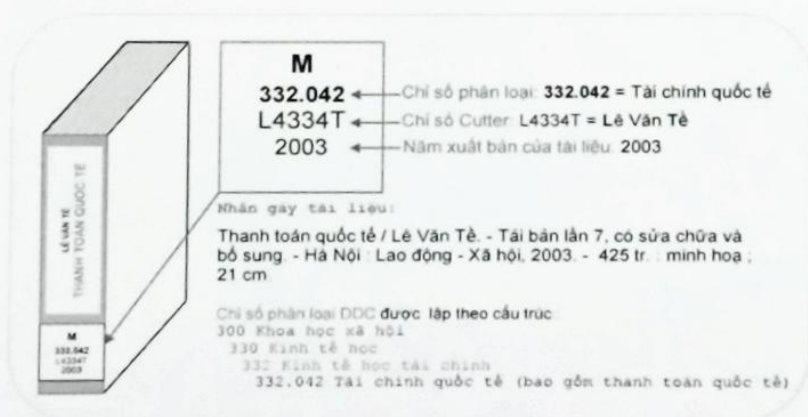 M
332.042
L4334T
2003
Chỉ số phân loại: 332.042 = Tài chính quốc tế
Chỉ số Cutter: L4334T = Lê Văn Tề
Năm xuất bản của tài liệu: 2003
LÊ VĂN TỀ
THANH TOÁN QUỐC TẾ
M
332.042
L4334T
2003
Nhãn gáy tài liệu:
Thanh toán quốc tế / Lê Văn Tề. - Tái bản lần 7, có sửa chữa và
bổ sung. - Hà Nội : Lao động - Xã hội, 2003. - 425 tr. : minh hoạ ;
21 cm
Chỉ số phân loại DDC được lập theo cấu trúc:
300 Khoa học xã hội
330 Kinh tế học
332 Kinh tế học tài chính
332.042 Tài chính quốc tế (bao gồm thanh toán quốc tế)